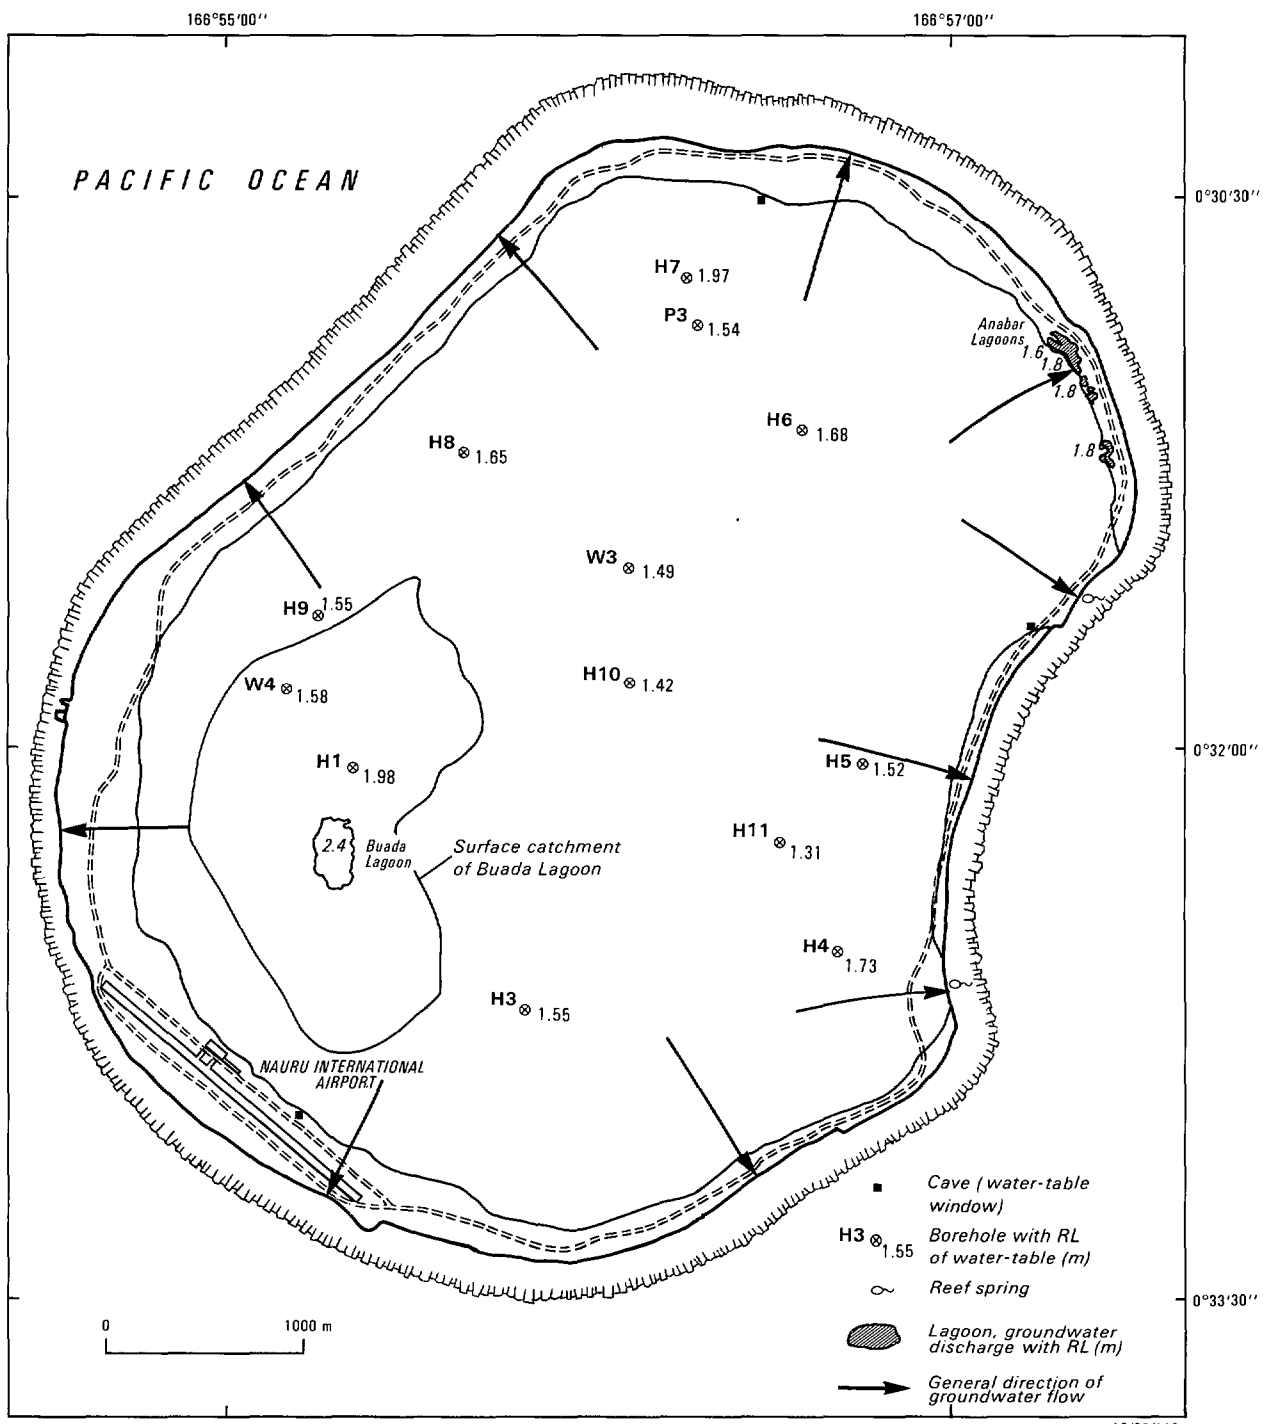 166°55'00''
166°57'00''
PACIFIC OCEAN
0°30'30''
H7 1.97
P3 1.54
Anabar
Lagoons
1.6
1.8
1.8
H6 1.68
H8 1.65
1.8
W3 1.49
H9 1.55
H10 1.42
W4 1.58
0°32'00''
H1 1.98
H5 1.52
2.4
Buada
Lagoon
Surface catchment
of Buada Lagoon
H11 1.31
H4 1.73
H3 1.55
NAURU INTERNATIONAL
AIRPORT
Cave (water-table
window)
H3 1.55
Borehole with RL
of water-table (m)
Reef spring
0°33'30''
0 1000 m
Lagoon, groundwater
discharge with RL (m)
General direction of
groundwater flow